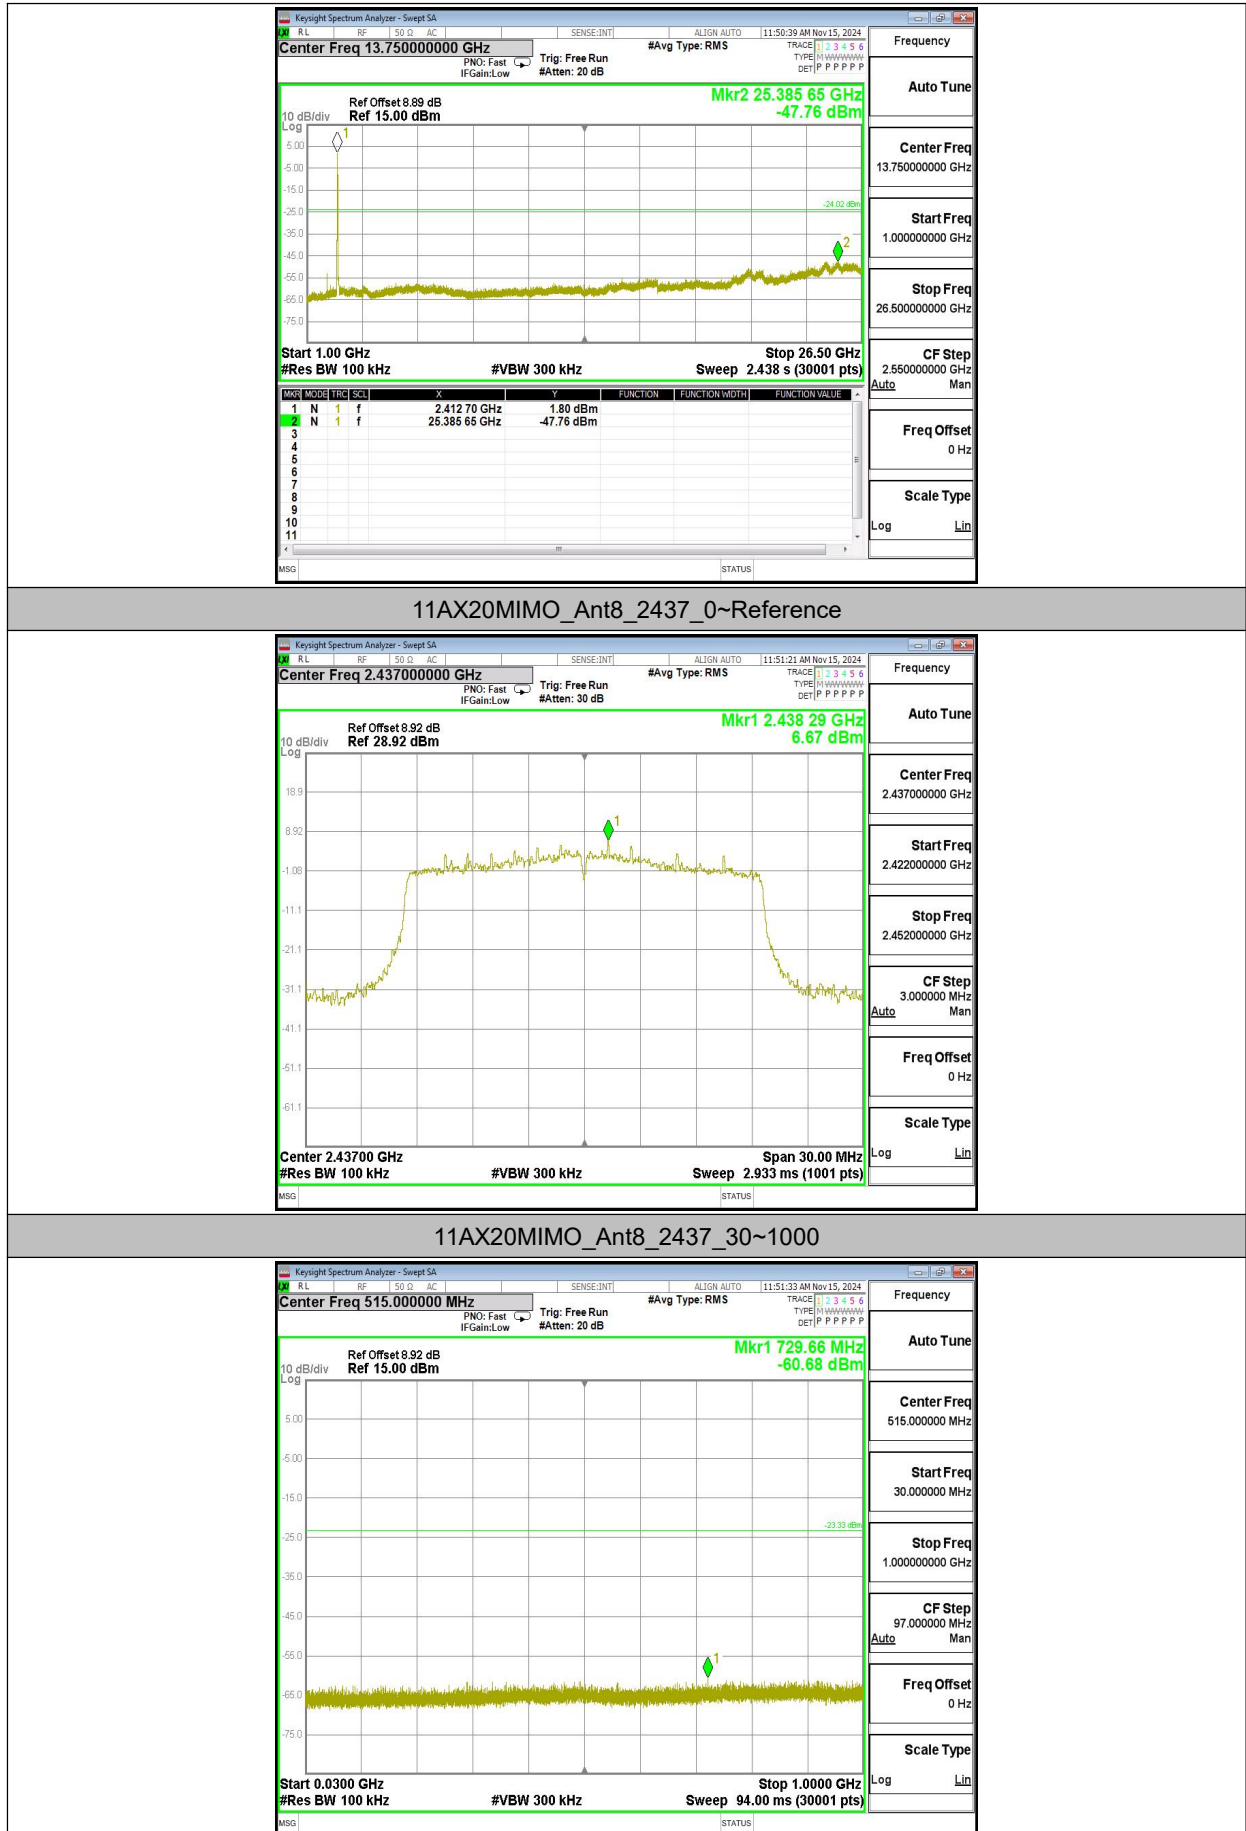 Keysight Spectrum Analyzer - Swept SA
RL RF 50 Ω AC SENSE:INT ALIGN AUTO 11:50:39 AM Nov 15, 2024
Center Freq 13.750000000 GHz #Avg Type: RMS TRACE 1 2 3 4 5 6
PNO: Fast Trig: Free Run TYPE M WWWWW
IFGain:Low #Atten: 20 dB DET P P P P P P
Frequency
Auto Tune
Center Freq
13.750000000 GHz
Start Freq
1.000000000 GHz
Stop Freq
26.500000000 GHz
CF Step
2.550000000 GHz
Auto Man
Freq Offset
0 Hz
Scale Type
Log Lin
Mkr2 25.385 65 GHz
-47.76 dBm
Ref Offset 8.89 dB
10 dB/div Ref 15.00 dBm
Log
1
5.00
-5.00
-15.0
-24.02 dBm
-25.0
-35.0
2
-45.0
-55.0
-65.0
-75.0
Start 1.00 GHz Stop 26.50 GHz
#Res BW 100 kHz #VBW 300 kHz Sweep 2.438 s (30001 pts)
MKR MODE TRC SCL X Y FUNCTION FUNCTION WIDTH FUNCTION VALUE
1 N 1 f 2.412 70 GHz 1.80 dBm
2 N 1 f 25.385 65 GHz -47.76 dBm
3
4
5
6
7
8
9
10
11
MSG STATUS
11AX20MIMO_Ant8_2437_0~Reference
Keysight Spectrum Analyzer - Swept SA
RL RF 50 Ω AC SENSE:INT ALIGN AUTO 11:51:21 AM Nov 15, 2024
Center Freq 2.437000000 GHz #Avg Type: RMS TRACE 1 2 3 4 5 6
PNO: Fast Trig: Free Run TYPE M WWWWW
IFGain:Low #Atten: 30 dB DET P P P P P P
Frequency
Auto Tune
Center Freq
2.437000000 GHz
Start Freq
2.422000000 GHz
Stop Freq
2.452000000 GHz
CF Step
3.000000 MHz
Auto Man
Freq Offset
0 Hz
Scale Type
Log Lin
Mkr1 2.438 29 GHz
6.67 dBm
Ref Offset 8.92 dB
10 dB/div Ref 28.92 dBm
Log
18.9
1
8.92
-1.08
-11.1
-21.1
-31.1
-41.1
-51.1
-61.1
Center 2.43700 GHz Span 30.00 MHz
#Res BW 100 kHz #VBW 300 kHz Sweep 2.933 ms (1001 pts)
MSG STATUS
11AX20MIMO_Ant8_2437_30~1000
Keysight Spectrum Analyzer - Swept SA
RL RF 50 Ω AC SENSE:INT ALIGN AUTO 11:51:33 AM Nov 15, 2024
Center Freq 515.000000 MHz #Avg Type: RMS TRACE 1 2 3 4 5 6
PNO: Fast Trig: Free Run TYPE M WWWWW
IFGain:Low #Atten: 20 dB DET P P P P P P
Frequency
Auto Tune
Center Freq
515.000000 MHz
Start Freq
30.000000 MHz
Stop Freq
1.000000000 GHz
CF Step
97.000000 MHz
Auto Man
Freq Offset
0 Hz
Scale Type
Log Lin
Mkr1 729.66 MHz
-60.68 dBm
Ref Offset 8.92 dB
10 dB/div Ref 15.00 dBm
Log
5.00
-5.00
-15.0
-23.33 dBm
-25.0
-35.0
-45.0
-55.0
1
-65.0
-75.0
Start 0.0300 GHz Stop 1.0000 GHz
#Res BW 100 kHz #VBW 300 kHz Sweep 94.00 ms (30001 pts)
MSG STATUS